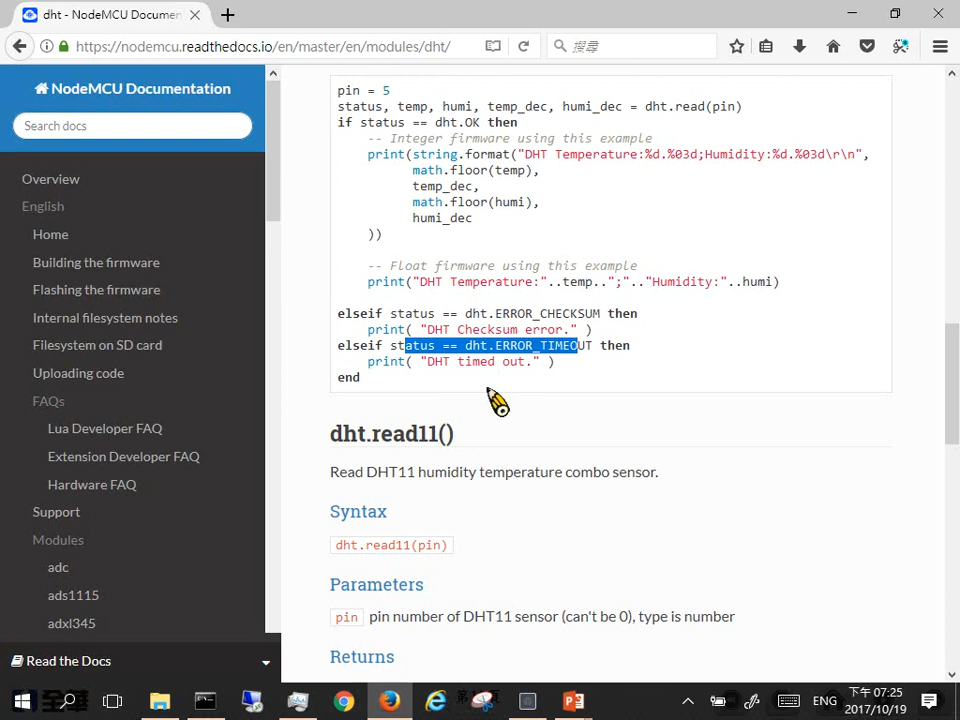 dht - NodeMCU Documen
https://nodemcu.readthedocs.io/en/master/en/modules/dht/
搜尋
NodeMCU Documentation
Search docs
Overview
English
Home
Building the firmware
Flashing the firmware
Internal filesystem notes
Filesystem on SD card
Uploading code
FAQs
Lua Developer FAQ
Extension Developer FAQ
Hardware FAQ
Support
Modules
adc
ads1115
adxl345
Read the Docs
pin = 5
status, temp, humi, temp_dec, humi_dec = dht.read(pin)
if status == dht.OK then
-- Integer firmware using this example
print(string.format("DHT Temperature:%d.%03d;Humidity:%d.%03d\r\n",
math.floor(temp),
temp_dec,
math.floor(humi),
humi_dec
))
-- Float firmware using this example
print("DHT Temperature:"..temp..";".."Humidity:"..humi)
elseif status == dht.ERROR_CHECKSUM then
print( "DHT Checksum error." )
elseif status == dht.ERROR_TIMEOUT then
print( "DHT timed out." )
end
dht.read11()
Read DHT11 humidity temperature combo sensor.
Syntax
dht.read11(pin)
Parameters
pin pin number of DHT11 sensor (can't be 0), type is number
Returns
全華
ENG
下午 07:25
2017/10/19